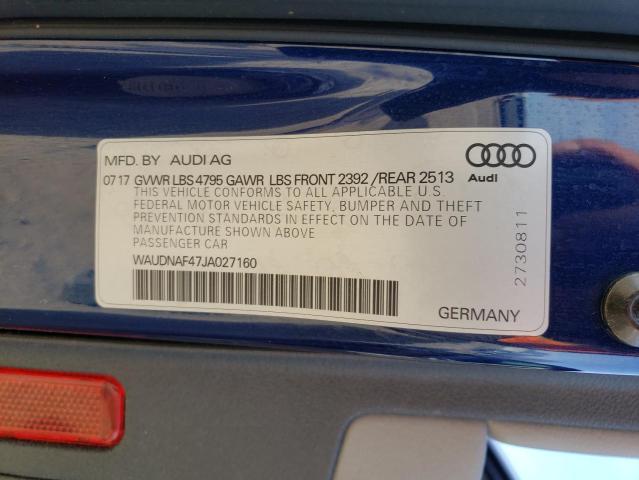 MFD. BY AUDI AG
07 17 GVWR LBS 4795 GAWR LBS FRONT 2392 /REAR 2513
Audi
THIS VEHICLE CONFORMS TO ALL APPLICABLE U.S.
FEDERAL MOTOR VEHICLE SAFETY, BUMPER AND THEFT
PREVENTION STANDARDS IN EFFECT ON THE DATE OF
MANUFACTURE SHOWN ABOVE
PASSENGER CAR
WAUDNAF47JA027160
GERMANY
2730811